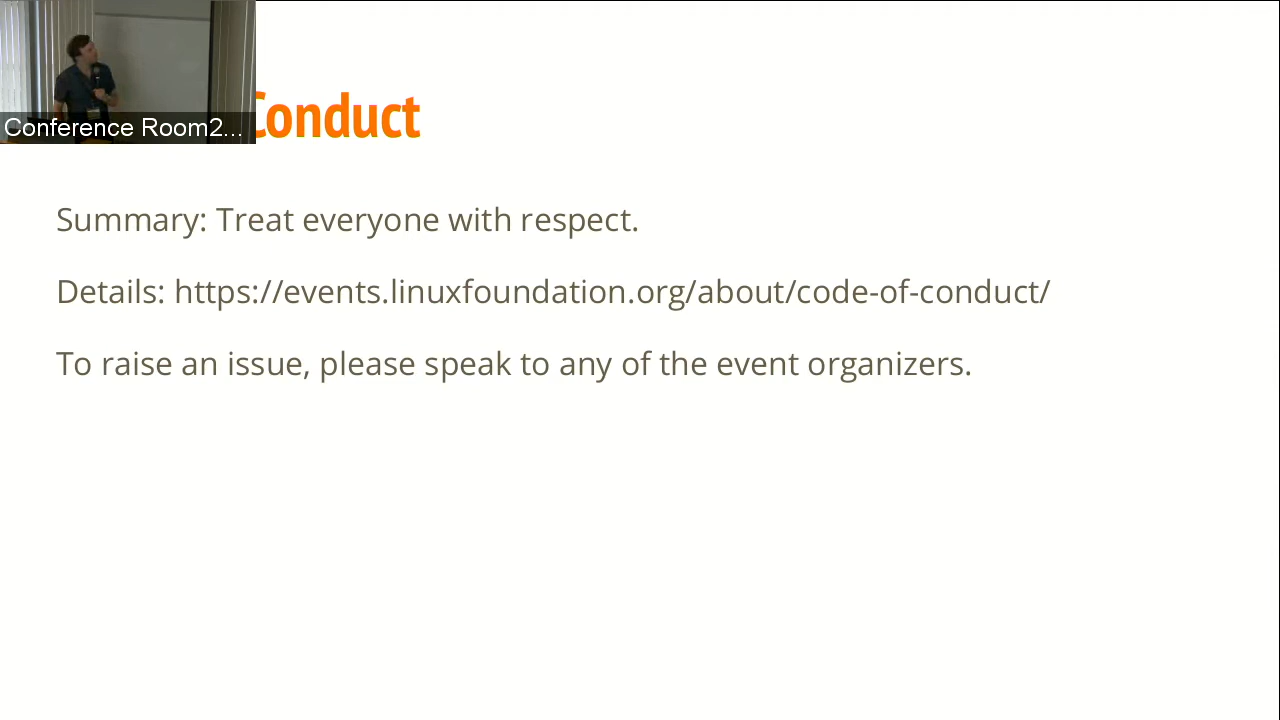 Conference Room2...
Conduct
Summary: Treat everyone with respect.
Details: https://events.linuxfoundation.org/about/code-of-conduct/
To raise an issue, please speak to any of the event organizers.